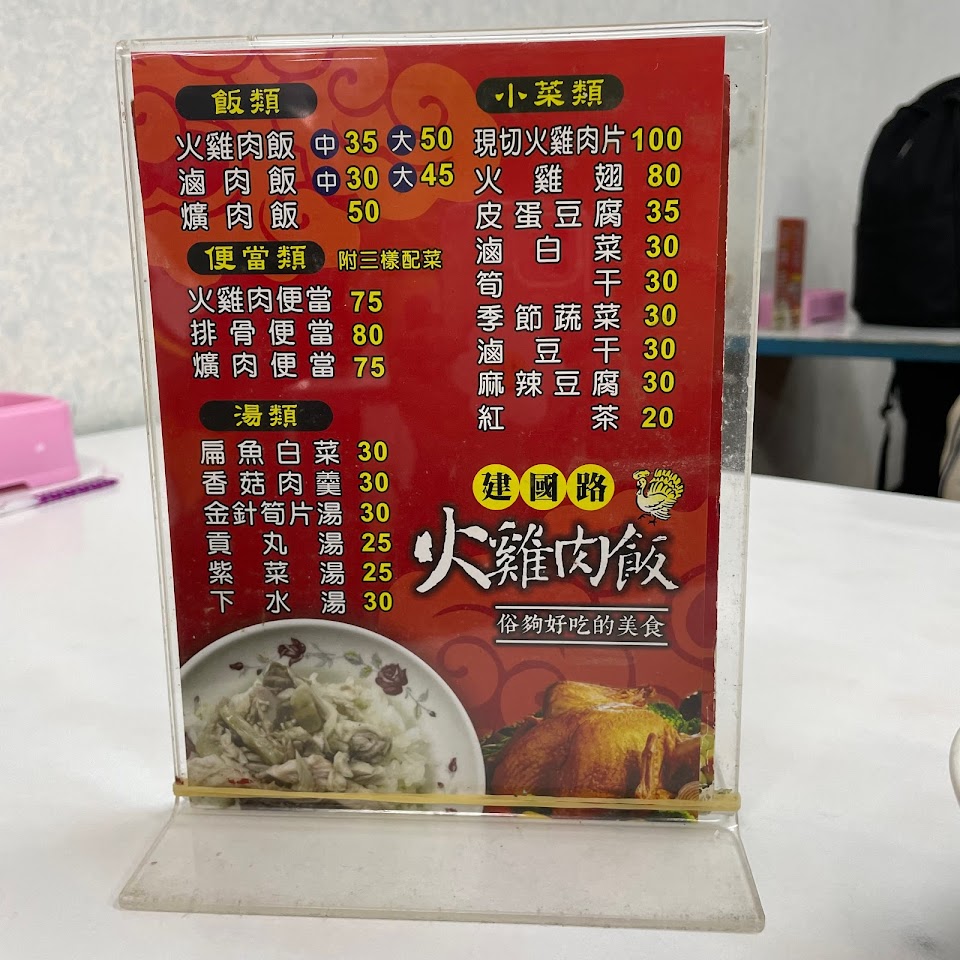 飯類
火雞肉飯 中 35 大 50
滷肉飯 中 30 大 45
爌肉飯 50
便當類 附三樣配菜
火雞肉便當 75
排骨便當 80
爌肉便當 75
湯類
扁魚白菜 30
香菇肉羹 30
金針筍片湯 30
貢丸湯 25
紫菜湯 25
下水湯 30
小菜類
現切火雞肉片 100
火雞翅 80
皮蛋豆腐 35
滷白菜 30
筍干 30
季節蔬菜 30
滷豆干 30
麻辣豆腐 30
紅茶 20
建國路
火雞肉飯
俗夠好吃的美食